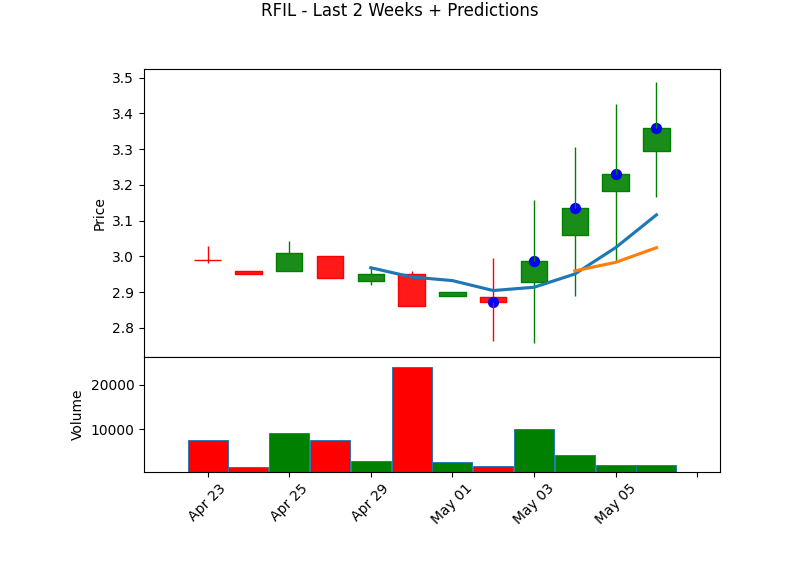 RFIL - Last 2 Weeks + Predictions
3.5
3.4
3.3
3.2
3.1
3.0
2.9
2.8
Price
20000
10000
Volume
Apr 23
Apr 25
Apr 29
May 01
May 03
May 05